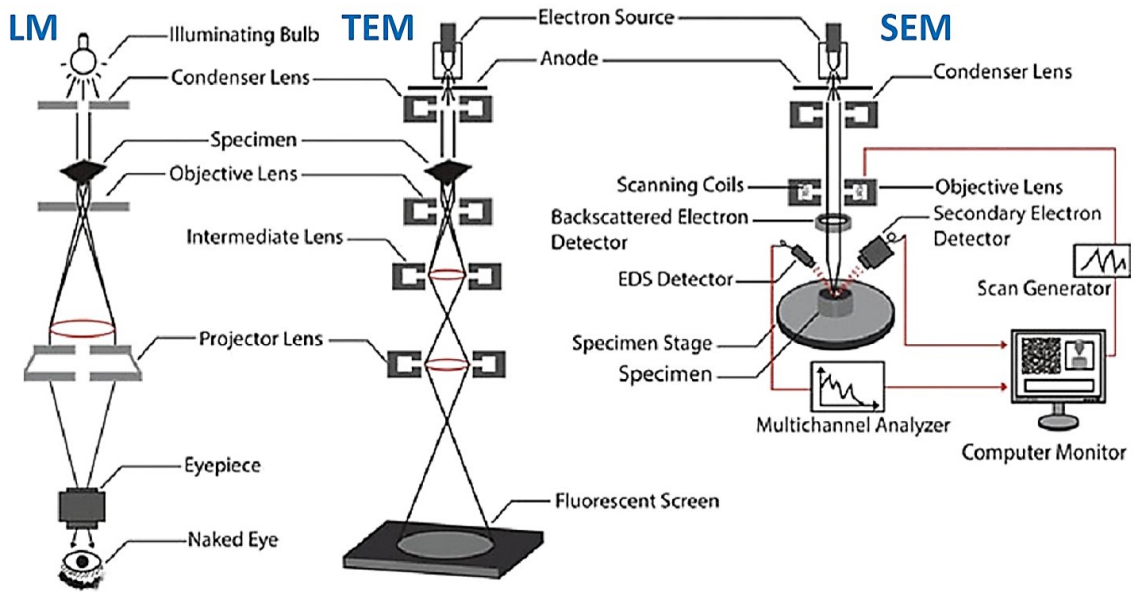 LM
TEM
SEM
Illuminating Bulb
Electron Source
Anode
Condenser Lens
Condenser Lens
Specimen
Objective Lens
Intermediate Lens
Projector Lens
Eyepiece
Naked Eye
Fluorescent Screen
Scanning Coils
Objective Lens
Backscattered Electron
Detector
Secondary Electron
Detector
EDS Detector
Scan Generator
Specimen Stage
Specimen
Multichannel Analyzer
Computer Monitor